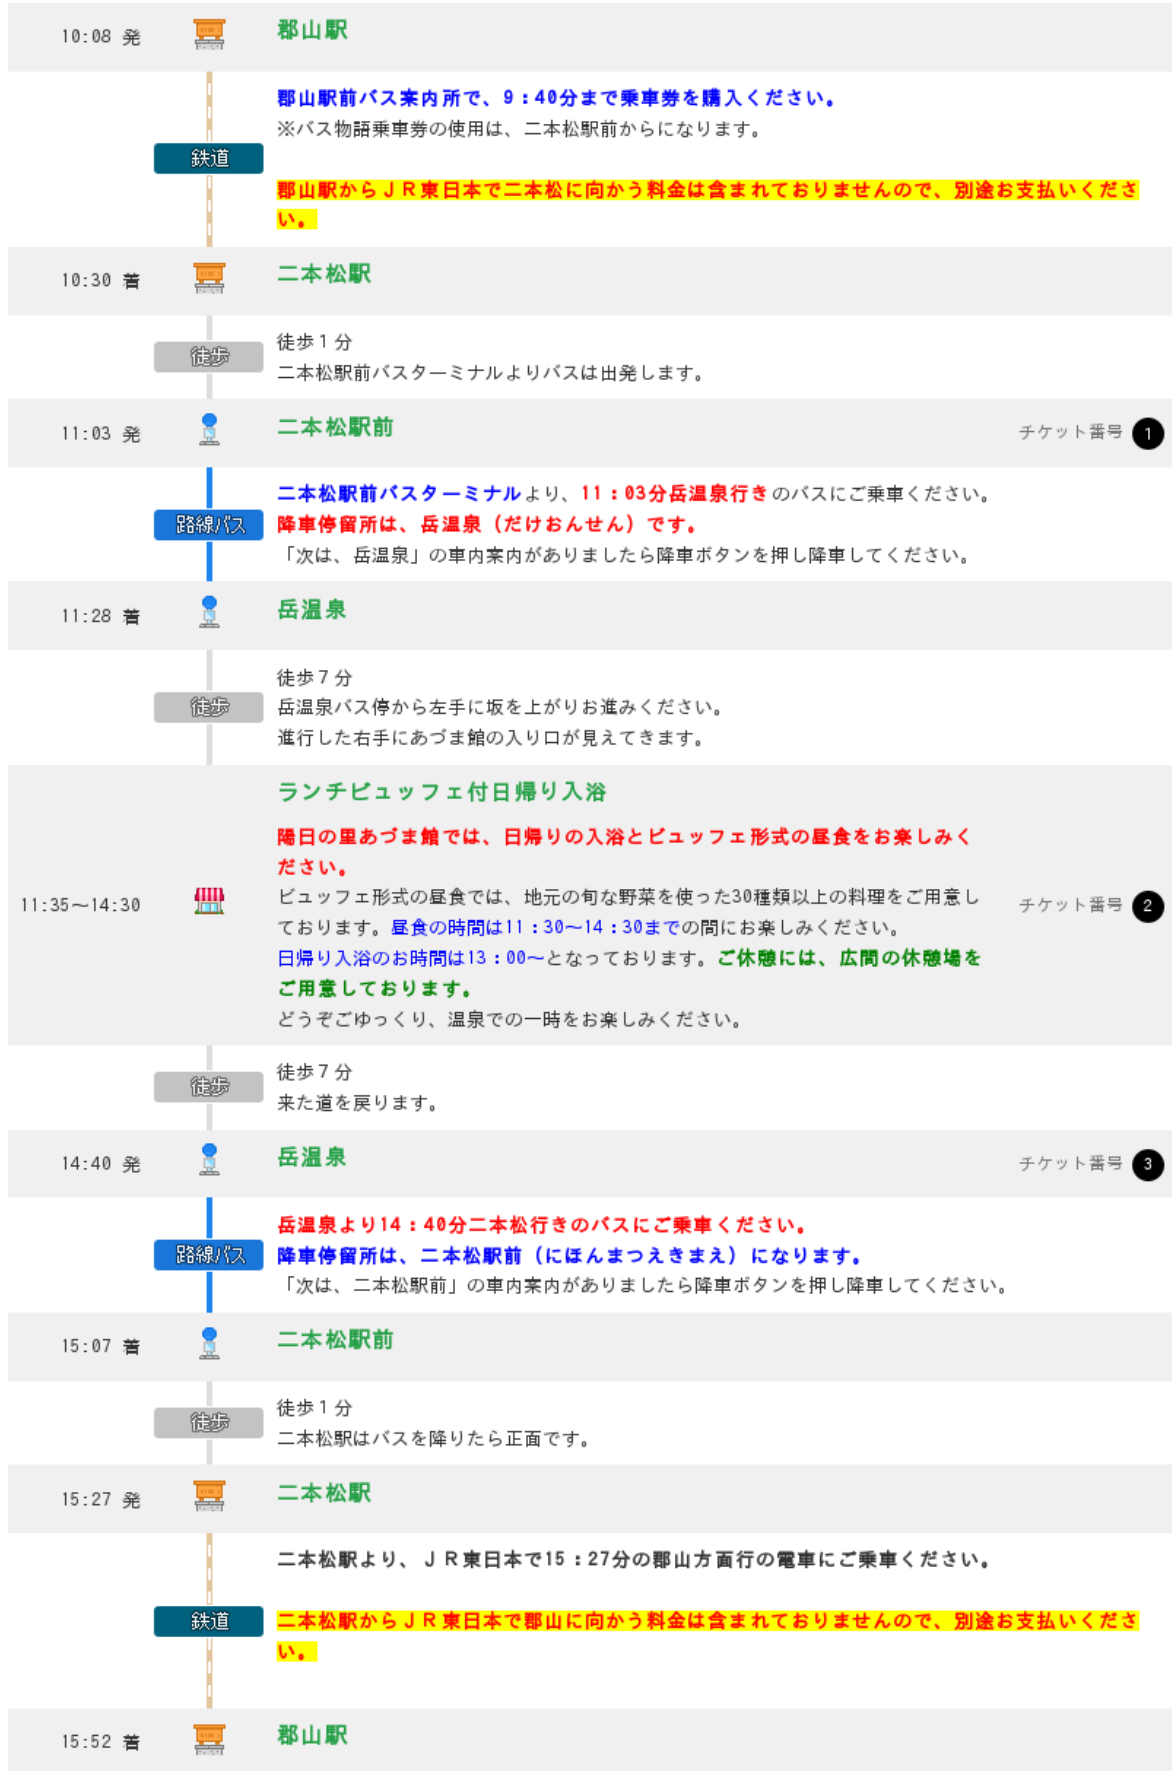 10:08 発 郡山駅
郡山駅前バス案内所で、9：40分まで乗車券を購入ください。
※バス物語乗車券の使用は、二本松駅前からになります。
鉄道
郡山駅からＪＲ東日本で二本松に向かう料金は含まれておりませんので、別途お支払いくださ
い。
10:30 着 二本松駅
徒歩１分
徒歩
二本松駅前バスターミナルよりバスは出発します。
11:03 発 二本松駅前 チケット番号 1
二本松駅前バスターミナルより、11：03分岳温泉行きのバスにご乗車ください。
路線バス 降車停留所は、岳温泉（だけおんせん）です。
「次は、岳温泉」の車内案内がありましたら降車ボタンを押し降車してください。
11:28 着 岳温泉
徒歩７分
徒歩 岳温泉バス停から左手に坂を上がりお進みください。
進行した右手にあづま館の入り口が見えてきます。
ランチビュッフェ付日帰り入浴
陽日の里あづま館では、日帰りの入浴とビュッフェ形式の昼食をお楽しみく
ださい。
ビュッフェ形式の昼食では、地元の旬な野菜を使った30種類以上の料理をご用意し
11:35～14:30 チケット番号 2
ております。昼食の時間は11：30～14：30までの間にお楽しみください。
日帰り入浴のお時間は13：00～となっております。ご休憩には、広間の休憩場を
ご用意しております。
どうぞごゆっくり、温泉での一時をお楽しみください。
徒歩７分
徒歩
来た道を戻ります。
14:40 発 岳温泉 チケット番号 3
岳温泉より14：40分二本松行きのバスにご乗車ください。
路線バス 降車停留所は、二本松駅前（にほんまつえきまえ）になります。
「次は、二本松駅前」の車内案内がありましたら降車ボタンを押し降車してください。
15:07 着 二本松駅前
徒歩１分
徒歩
二本松駅はバスを降りたら正面です。
15:27 発 二本松駅
二本松駅より、ＪＲ東日本で15：27分の郡山方面行の電車にご乗車ください。
鉄道 二本松駅からＪＲ東日本で郡山に向かう料金は含まれておりませんので、別途お支払いくださ
い。
15:52 着 郡山駅